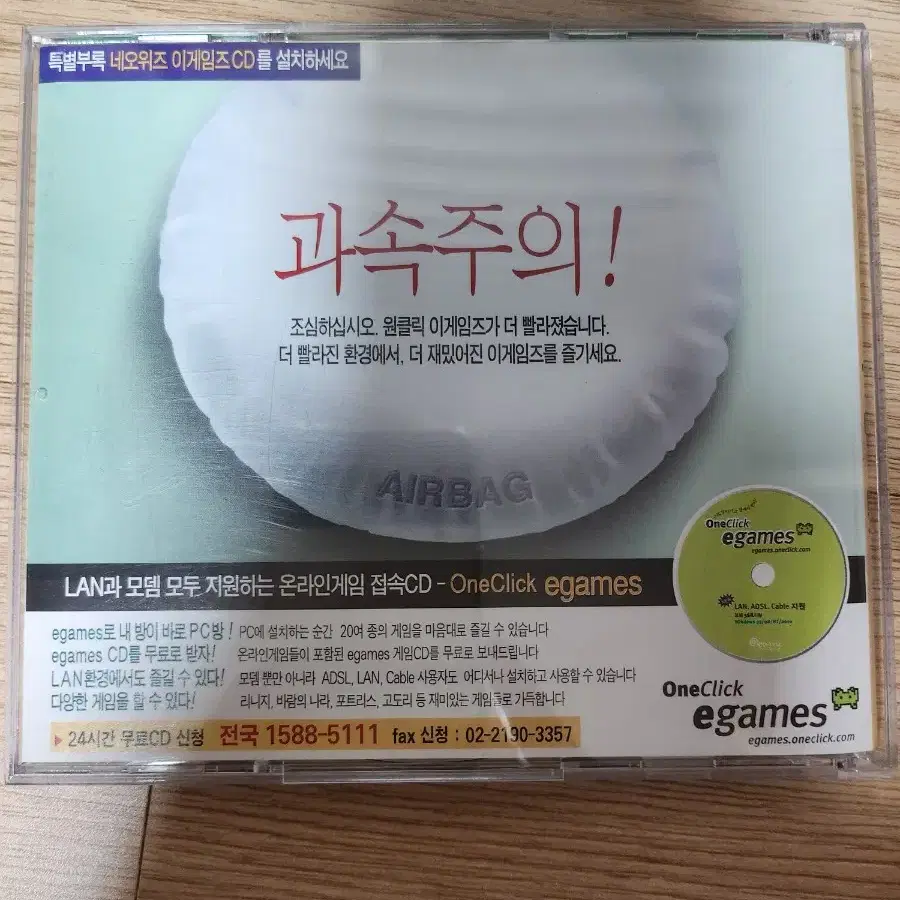 특별부록 네오위즈 이게임즈 CD를 설치하세요
과속주의!
조심하십시오. 원클릭 이게임즈가 더 빨라졌습니다.
더 빨라진 환경에서, 더 재밌어진 이게임즈를 즐기세요.
AIRBAG
OneClick
egames
egames.oneclick.com
LAN, ADSL, Cable 지원
LAN과 모뎀 모두 지원하는 온라인게임 접속CD - OneClick egames
egames로 내 방이 바로 PC방! PC에 설치하는 순간 20여 종의 게임을 마음대로 즐길 수 있습니다
egames CD를 무료로 받자! 온라인게임들이 포함된 egames 게임CD를 무료로 보내드립니다
LAN환경에서도 즐길 수 있다! 모뎀 뿐만 아니라 ADSL, LAN, Cable 사용자도 어디서나 설치하고 사용할 수 있습니다
다양한 게임을 할 수 있다! 리니지, 바람의 나라, 포트리스, 고도리 등 재미있는 게임들로 가득합니다
24시간 무료CD 신청 전국 1588-5111 fax 신청 : 02-2190-3357
OneClick
egames
egames.oneclick.com